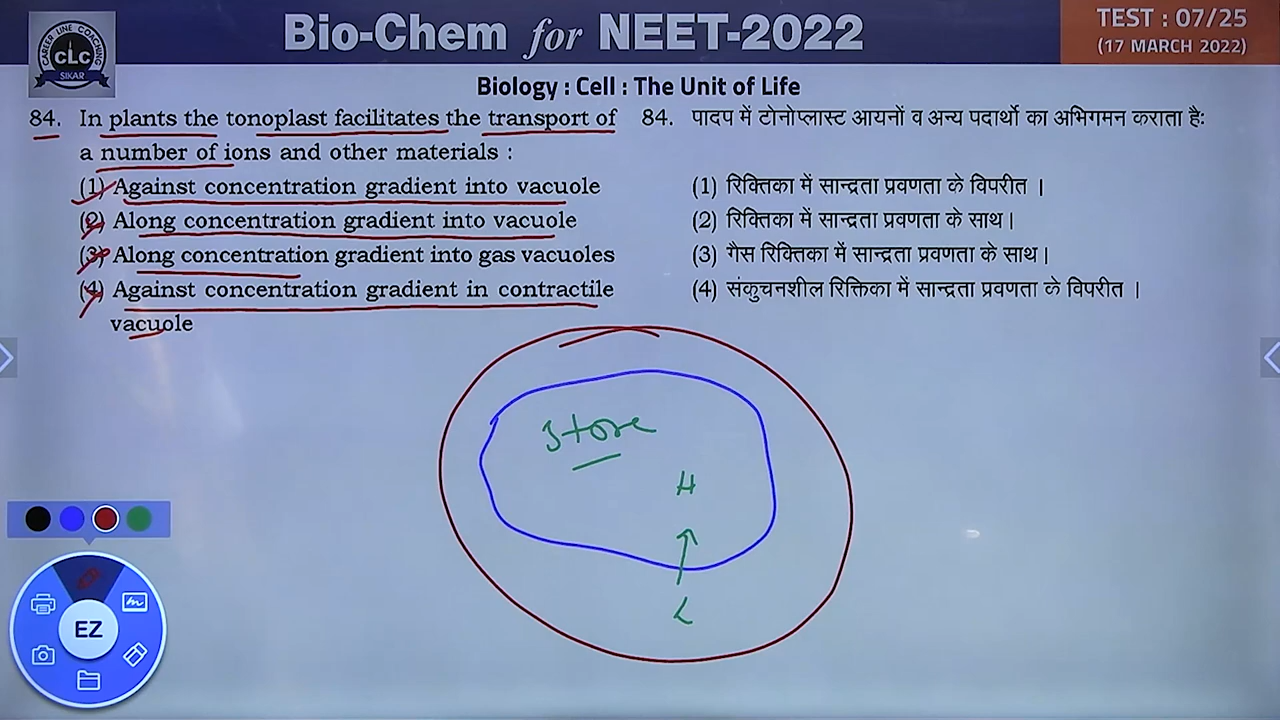 Bio-Chem for NEET-2022
TEST : 07/25
(17 MARCH 2022)
CAREER LINE COACHING
CLC
SIKAR
Biology : Cell : The Unit of Life
84. In plants the tonoplast facilitates the transport of
a number of ions and other materials :
(1) Against concentration gradient into vacuole
(2) Along concentration gradient into vacuole
(3) Along concentration gradient into gas vacuoles
(4) Against concentration gradient in contractile
vacuole
84. पादप में टोनोप्लास्ट आयनों व अन्य पदार्थो का अभिगमन कराता हैः
(1) रिक्तिका में सान्द्रता प्रवणता के विपरीत ।
(2) रिक्तिका में सान्द्रता प्रवणता के साथ।
(3) गैस रिक्तिका में सान्द्रता प्रवणता के साथ।
(4) संकुचनशील रिक्तिका में सान्द्रता प्रवणता के विपरीत ।
Store
H
L
EZ